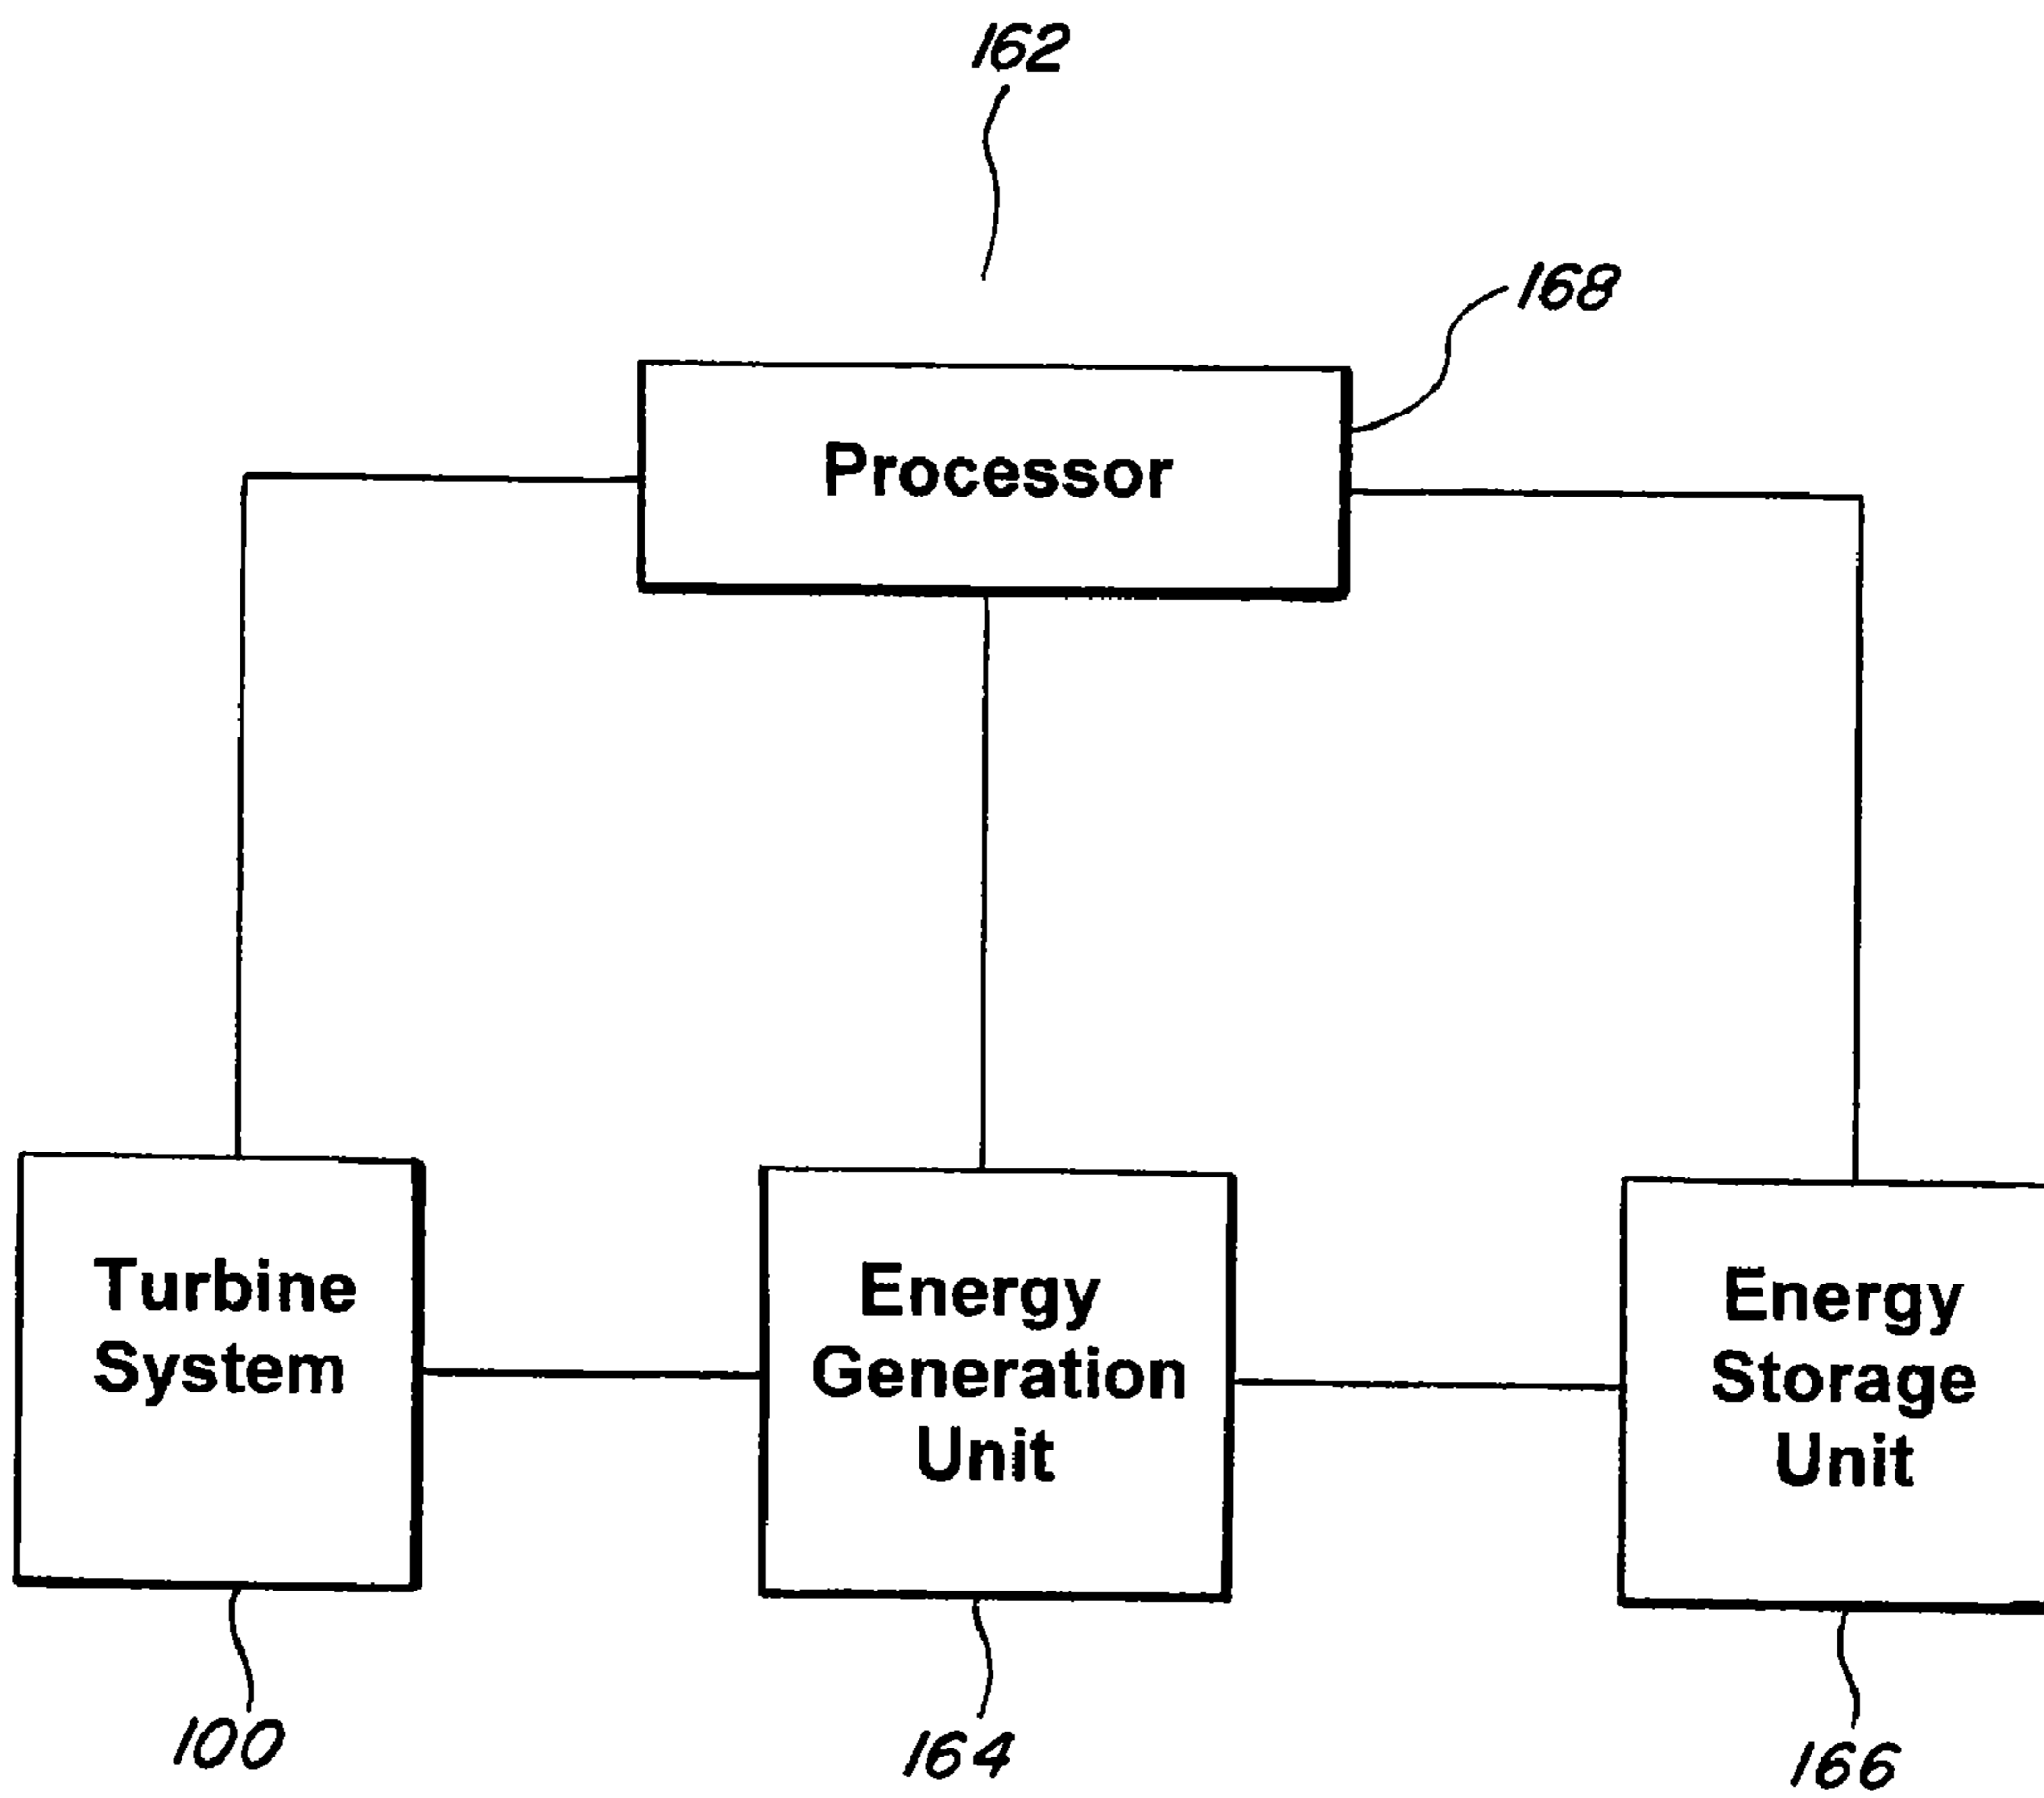 162
168
Processor
Turbine
System
Energy
Generation
Unit
Energy
Storage
Unit
100
164
166